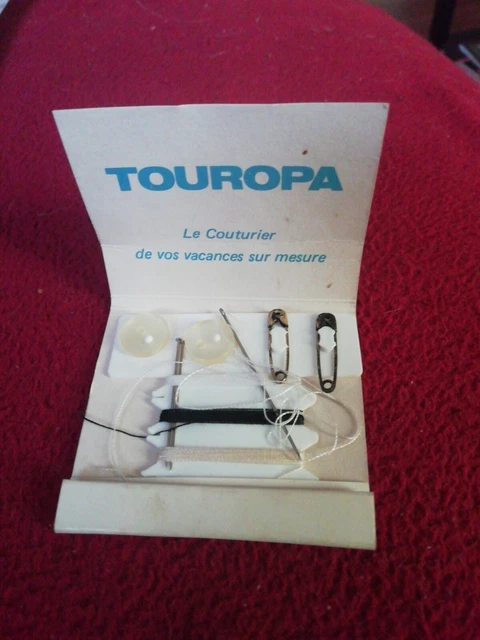 TOUROPA
Le Couturier
de vos vacances sur mesure